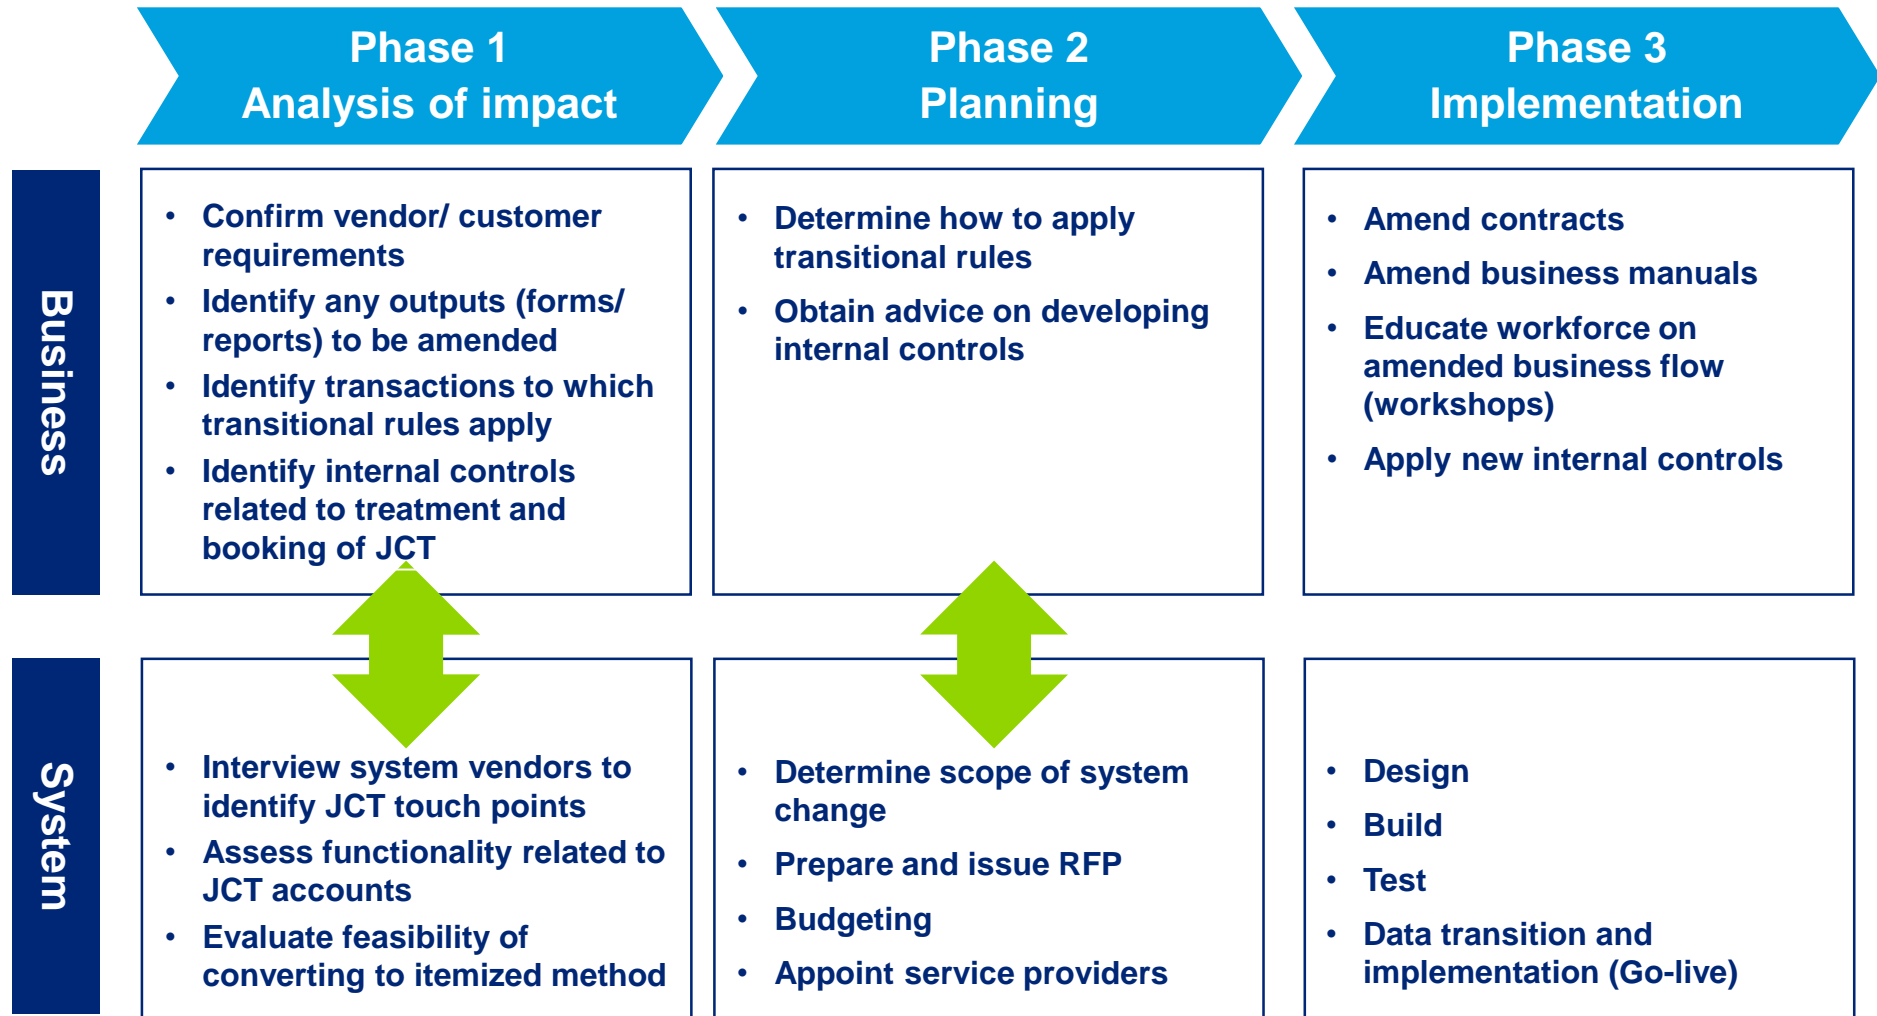 Phase 1
Analysis of impact
Phase 2
Planning
Phase 3
Implementation
Business
• Confirm vendor/ customer
requirements
• Identify any outputs (forms/
reports) to be amended
• Identify transactions to which
transitional rules apply
• Identify internal controls
related to treatment and
booking of JCT
• Determine how to apply
transitional rules
• Obtain advice on developing
internal controls
• Amend contracts
• Amend business manuals
• Educate workforce on
amended business flow
(workshops)
• Apply new internal controls
System
• Interview system vendors to
identify JCT touch points
• Assess functionality related to
JCT accounts
• Evaluate feasibility of
converting to itemized method
• Determine scope of system
change
• Prepare and issue RFP
• Budgeting
• Appoint service providers
• Design
• Build
• Test
• Data transition and
implementation (Go-live)